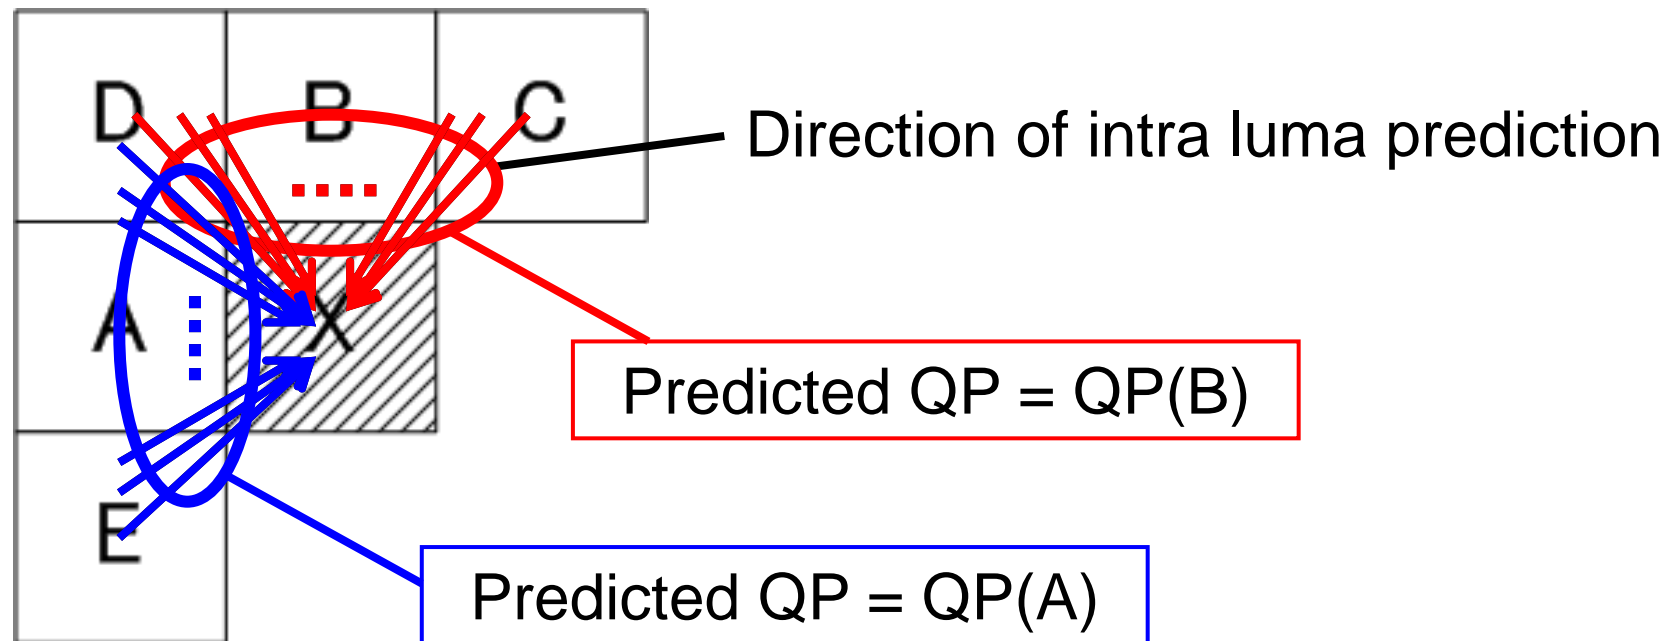 D B C
Direction of intra luma prediction
A X
Predicted QP = QP(B)
E
Predicted QP = QP(A)